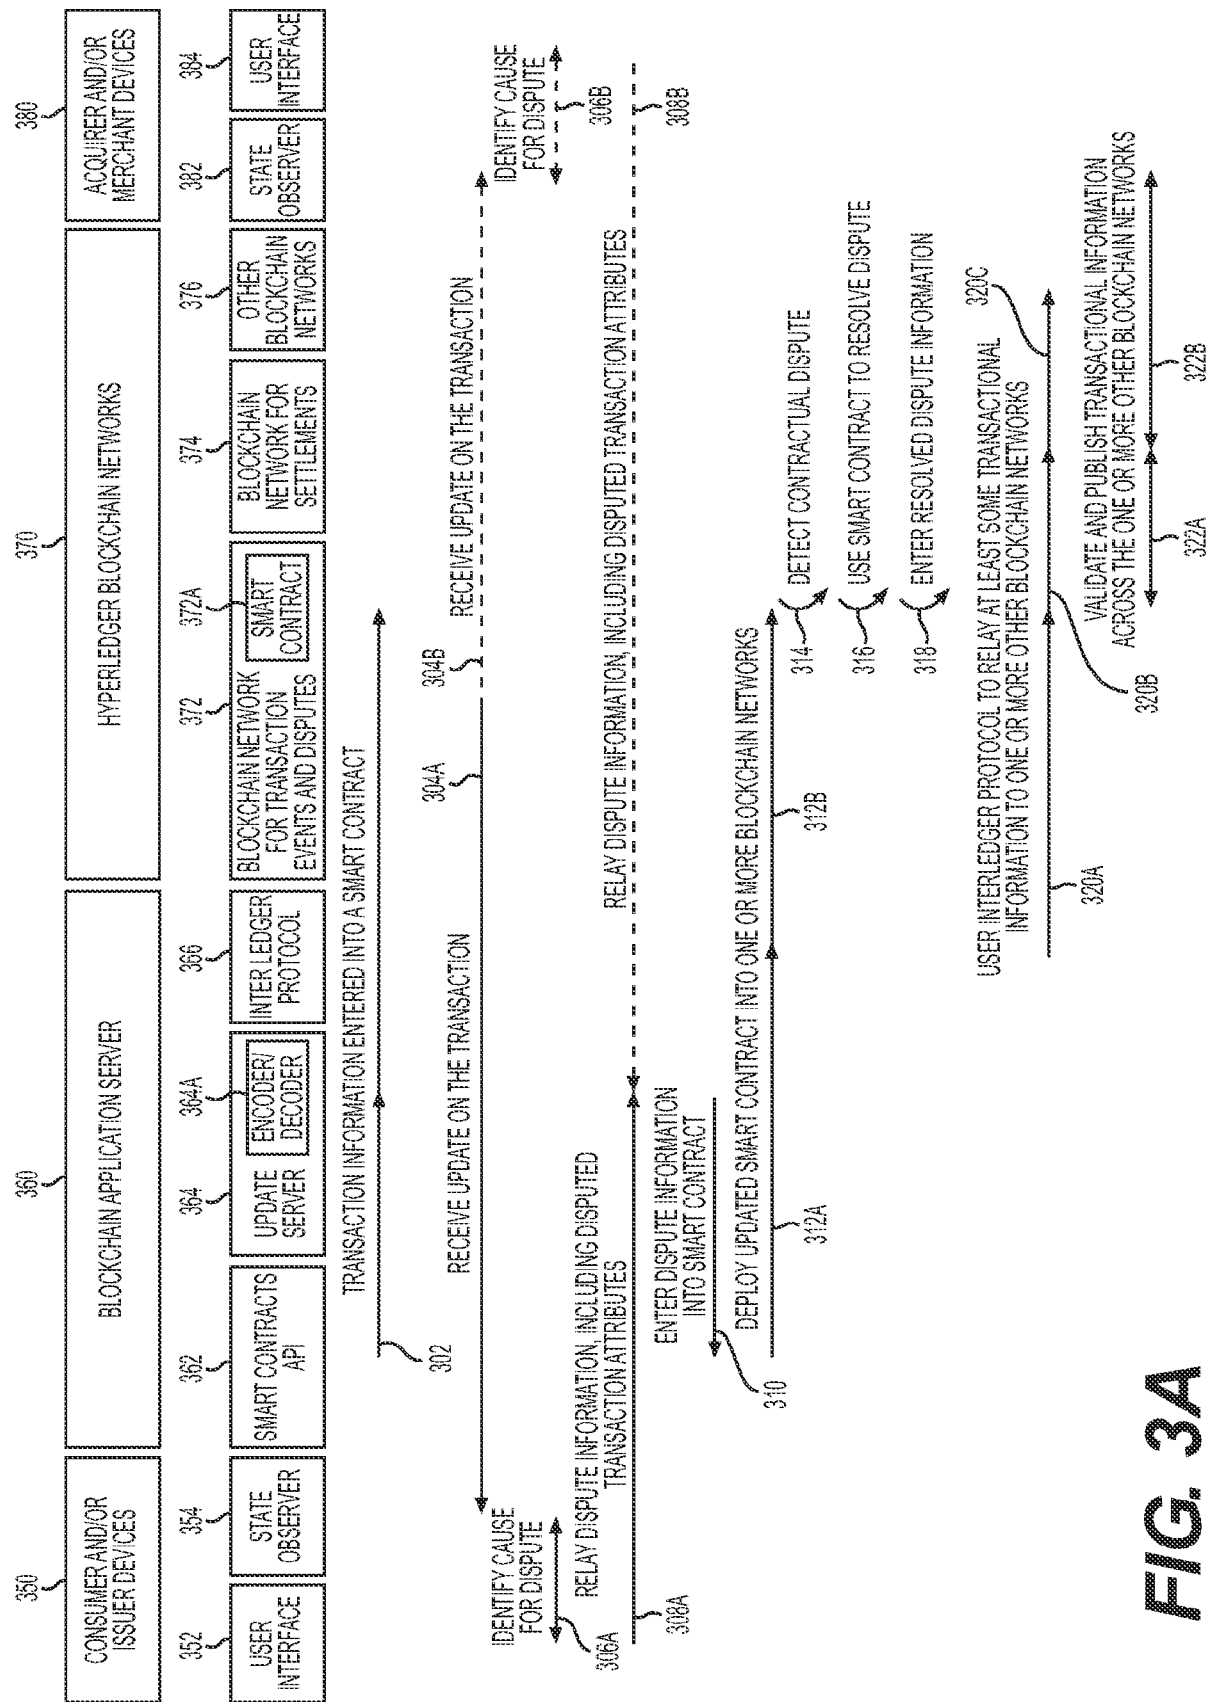 350
CONSUMER AND/OR
ISSUER DEVICES
360
BLOCKCHAIN APPLICATION SERVER
370
HYPERLEDGER BLOCKCHAIN NETWORKS
380
ACQUIRER AND/OR
MERCHANT DEVICES
352
USER
INTERFACE
354
STATE
OBSERVER
362
SMART CONTRACTS
API
364
UPDATE
SERVER
364A
ENCODER/
DECODER
366
INTER LEDGER
PROTOCOL
372
BLOCKCHAIN NETWORK
FOR TRANSACTION
EVENTS AND DISPUTES
372A
SMART
CONTRACT
374
BLOCKCHAIN
NETWORK FOR
SETTLEMENTS
376
OTHER
BLOCKCHAIN
NETWORKS
382
STATE
OBSERVER
384
USER
INTERFACE
TRANSACTION INFORMATION ENTERED INTO A SMART CONTRACT
302
RECEIVE UPDATE ON THE TRANSACTION
304A
304B
RECEIVE UPDATE ON THE TRANSACTION
IDENTIFY CAUSE
FOR DISPUTE
306A
IDENTIFY CAUSE
FOR DISPUTE
306B
RELAY DISPUTE INFORMATION, INCLUDING DISPUTED
TRANSACTION ATTRIBUTES
308A
RELAY DISPUTE INFORMATION, INCLUDING DISPUTED TRANSACTION ATTRIBUTES
308B
ENTER DISPUTE INFORMATION
INTO SMART CONTRACT
310
DEPLOY UPDATED SMART CONTRACT INTO ONE OR MORE BLOCKCHAIN NETWORKS
312A
312B
314
DETECT CONTRACTUAL DISPUTE
316
USE SMART CONTRACT TO RESOLVE DISPUTE
318
ENTER RESOLVED DISPUTE INFORMATION
USER INTERLEDGER PROTOCOL TO RELAY AT LEAST SOME TRANSACTIONAL
INFORMATION TO ONE OR MORE OTHER BLOCKCHAIN NETWORKS
320A
320B
320C
VALIDATE AND PUBLISH TRANSACTIONAL INFORMATION
ACROSS THE ONE OR MORE OTHER BLOCKCHAIN NETWORKS
322A
322B
FIG. 3A